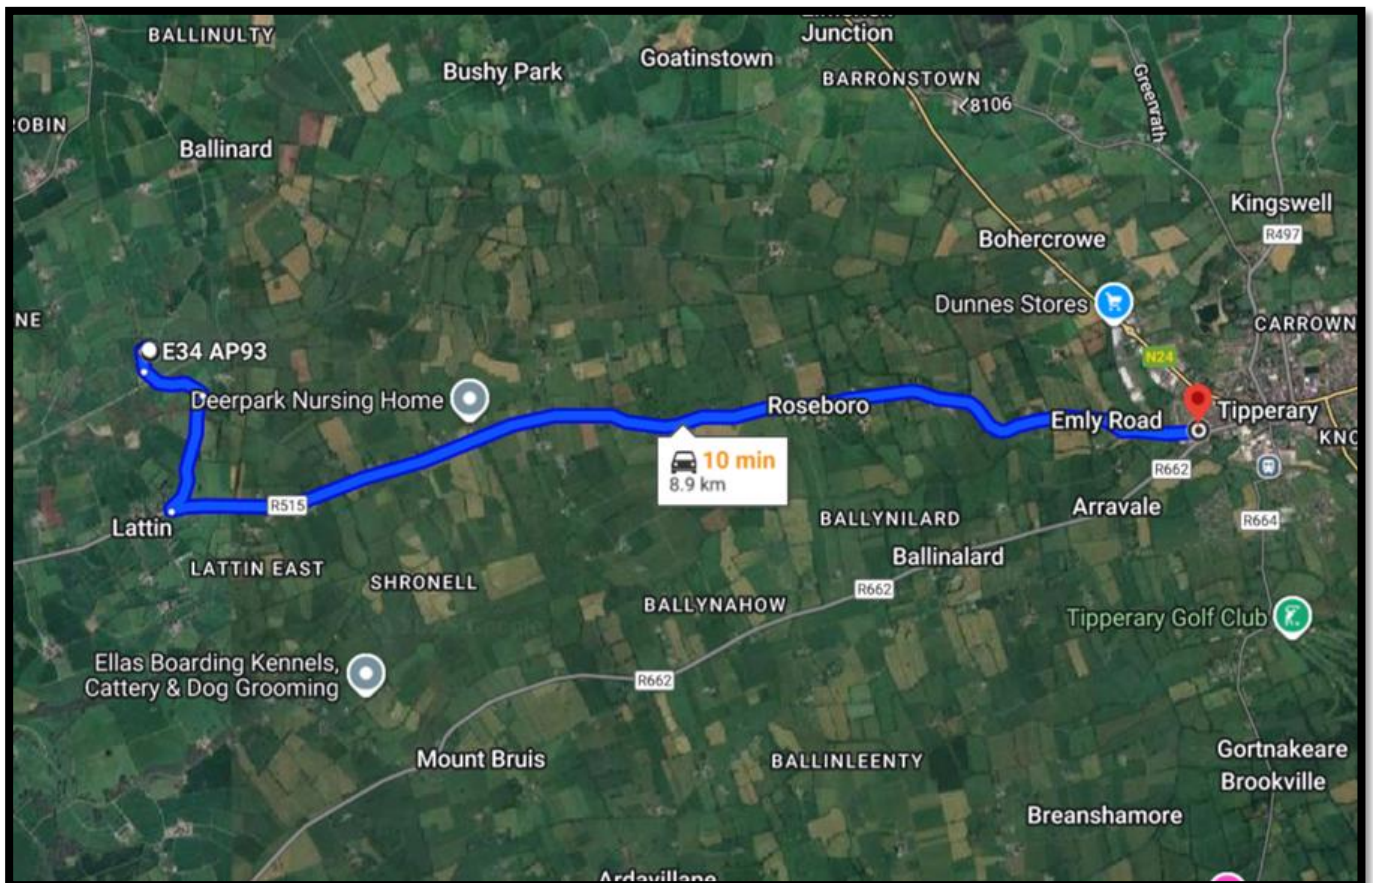 Junction
BALLINULTY
Goatinstown
Bushy Park
BARRONSTOWN
8106
Greenrath
OBIN
Ballinard
Kingswell
R497
Bohercrowe
Dunnes Stores
NE
CARROWN
E34 AP93
N24
Deerpark Nursing Home
Roseboro
Emly Road
Tipperary
KNO
10 min
8.9 km
R662
R515
Lattin
BALLYNILARD
Arravale
R664
Ballinalard
LATTIN EAST
SHRONELL
R662
BALLYNAHOW
Tipperary Golf Club
Ellas Boarding Kennels,
Cattery & Dog Grooming
R662
Mount Bruis
BALLINLEENTY
Gortnakeare
Brookville
Breanshamore
Ardavillane